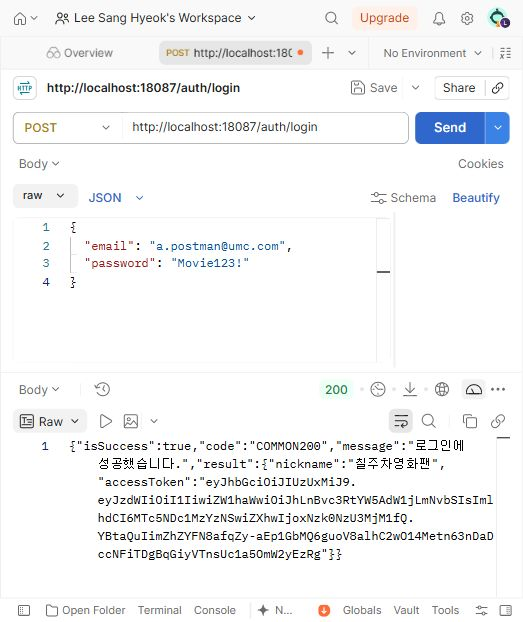 Lee Sang Hyeok's Workspace
Upgrade
L
Overview
POST http://localhost:180
No Environment
HTTP
http://localhost:18087/auth/login
Save
Share
POST
http://localhost:18087/auth/login
Send
Body
Cookies
raw
JSON
Schema
Beautify
1 {
2 "email": "a.postman@umc.com",
3 "password": "Movie123!"
4 }
Body
200
Raw
1 {"isSuccess":true,"code":"COMMON200","message":"로그인에
성공했습니다.","result":{"nickname":"칠주차영화팬",
"accessToken":"eyJhbGciOiJIUzUxMiJ9.
eyJzdWIiOiI1IiwiZW1haWwiOiJhLnBvc3RtYW5AdW1jLmNvbSIsIml
hdCI6MTc5NDc1MzYzNSwiZXhwIjoxNzk0NzU3MjM1fQ.
YBtaQuIimZhZYFN8afqZy-aEp1GbMQ6guoV8alhC2wO14Metn63nDaD
ccNFiTDgBqGiyVTnsUc1a5OmW2yEzRg"}}
Open Folder
Terminal
Console
N...
Globals
Vault
Tools